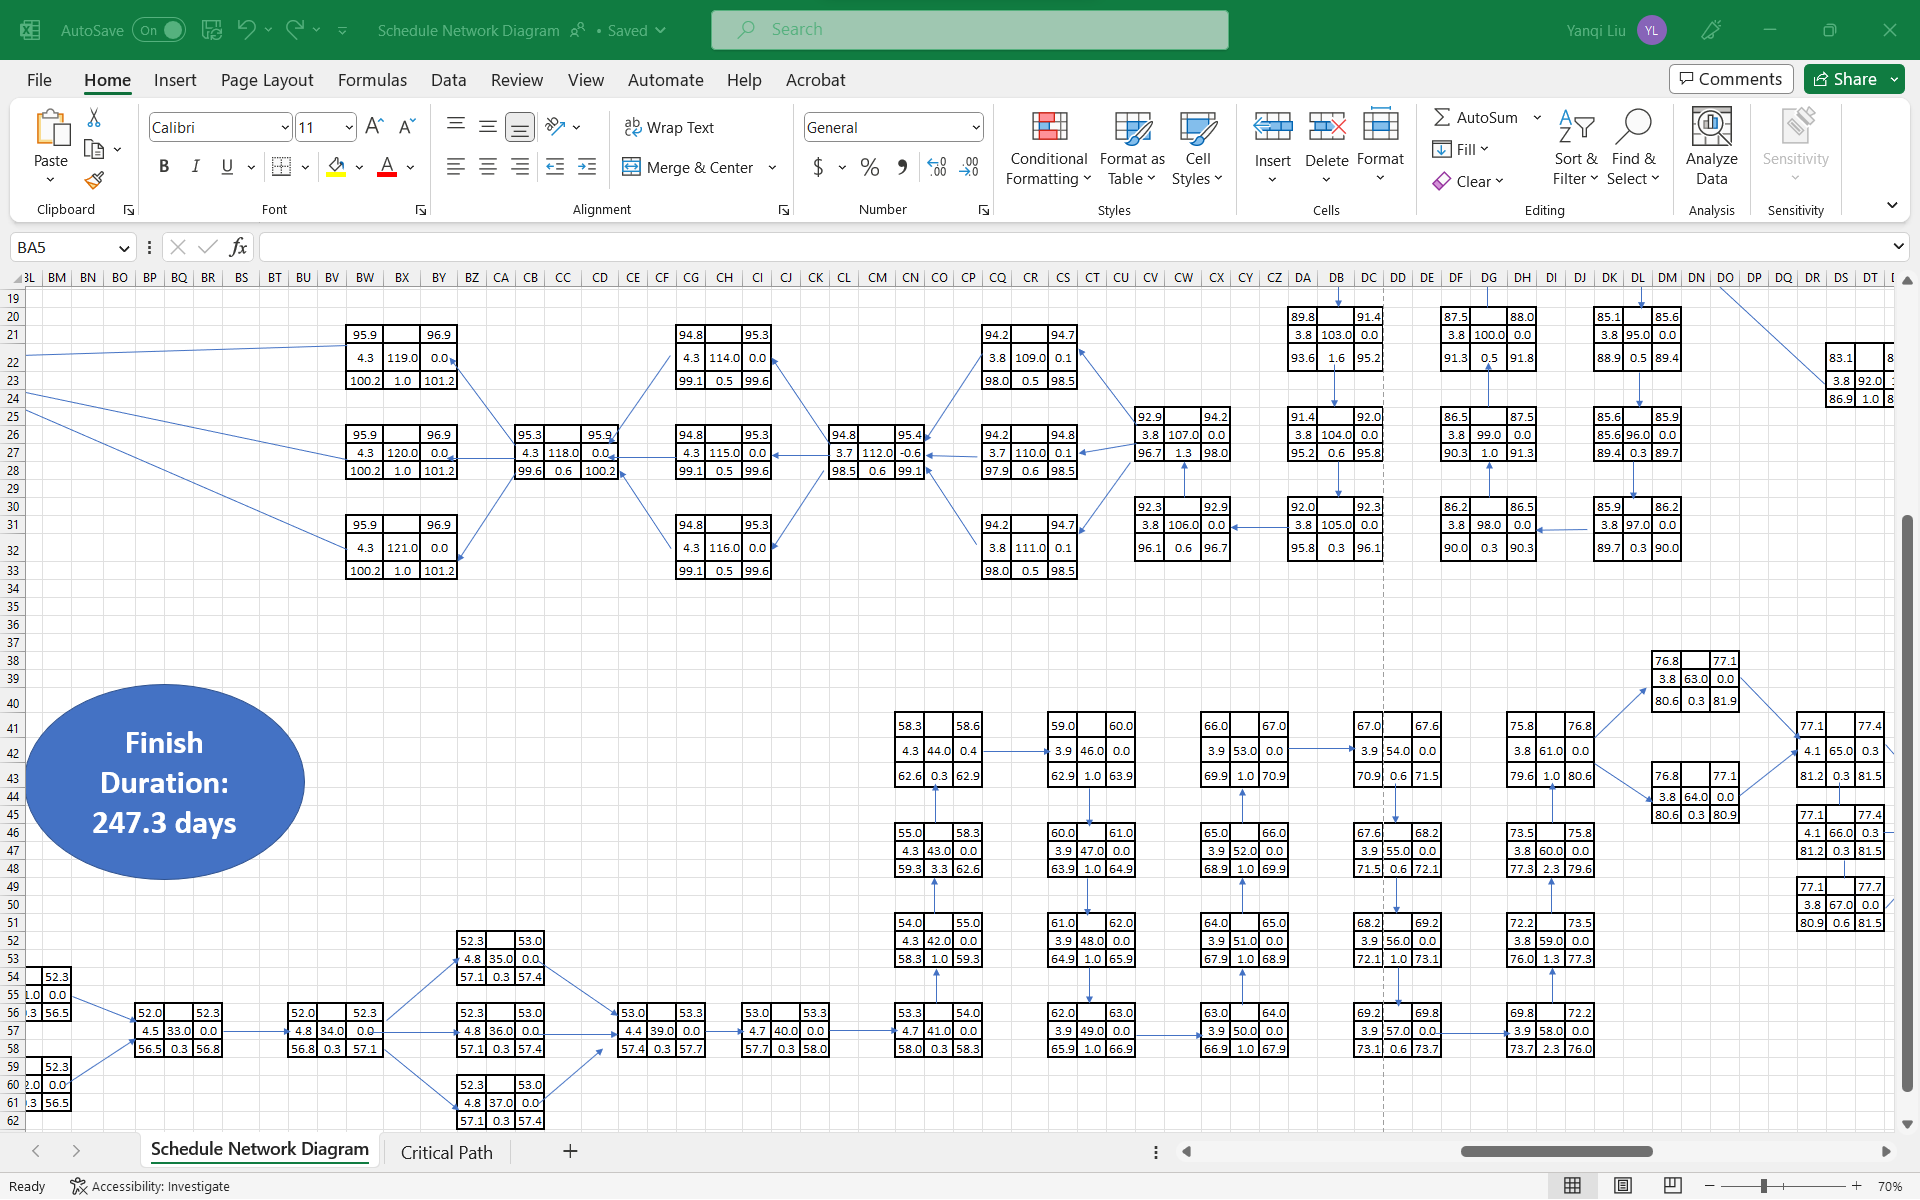 AutoSave On Schedule Network Diagram • Saved Search Yanqi Liu YL
File Home Insert Page Layout Formulas Data Review View Automate Help Acrobat Comments Share
Paste Calibri 11 Wrap Text General Conditional Formatting Format as Table Cell Styles Insert Delete Format AutoSum Fill Clear Sort & Filter Find & Select Analyze Data Sensitivity
B I U A Merge & Center $ % 9
Clipboard Font Alignment Number Styles Cells Editing Analysis Sensitivity
BA5 fx
BL BM BN BO BP BQ BR BS BT BU BV BW BX BY BZ CA CB CC CD CE CF CG CH CI CJ CK CL CM CN CO CP CQ CR CS CT CU CV CW CX CY CZ DA DB DC DD DE DF DG DH DI DJ DK DL DM DN DO DP DQ DR DS DT
19
20 89.8 91.4 87.5 88.0 85.1 85.6
21 95.9 96.9 94.8 95.3 94.2 94.7 3.8 103.0 0.0 3.8 100.0 0.0 3.8 95.0 0.0
22 4.3 119.0 0.0 4.3 114.0 0.0 3.8 109.0 0.1 93.6 1.6 95.2 91.3 0.5 91.8 88.9 0.5 89.4 83.1
23 100.2 1.0 101.2 99.1 0.5 99.6 98.0 0.5 98.5 3.8 92.0
24 86.9 1.0
25 92.9 94.2 91.4 92.0 86.5 87.5 85.6 85.9
26 95.9 96.9 95.3 95.9 94.8 95.3 94.8 95.4 94.2 94.8 3.8 107.0 0.0 3.8 104.0 0.0 3.8 99.0 0.0 85.6 96.0 0.0
27 4.3 120.0 0.0 4.3 118.0 0.0 4.3 115.0 0.0 3.7 112.0 -0.6 3.7 110.0 0.1 96.7 1.3 98.0 95.2 0.6 95.8 90.3 1.0 91.3 89.4 0.3 89.7
28 100.2 1.0 101.2 99.6 0.6 100.2 99.1 0.5 99.6 98.5 0.6 99.1 97.9 0.6 98.5
29
30 92.3 92.9 92.0 92.3 86.2 86.5 85.9 86.2
31 95.9 96.9 94.8 95.3 94.2 94.7 3.8 106.0 0.0 3.8 105.0 0.0 3.8 98.0 0.0 3.8 97.0 0.0
32 4.3 121.0 0.0 4.3 116.0 0.0 3.8 111.0 0.1 96.1 0.6 96.7 95.8 0.3 96.1 90.0 0.3 90.3 89.7 0.3 90.0
33 100.2 1.0 101.2 99.1 0.5 99.6 98.0 0.5 98.5
34
35
36
37
38 76.8 77.1
39 3.8 63.0 0.0
40 80.6 0.3 81.9
41 58.3 58.6 59.0 60.0 66.0 67.0 67.0 67.6 75.8 76.8 77.1 77.4
42 4.3 44.0 0.4 3.9 46.0 0.0 3.9 53.0 0.0 3.9 54.0 0.0 3.8 61.0 0.0 4.1 65.0 0.3
43 62.6 0.3 62.9 62.9 1.0 63.9 69.9 1.0 70.9 70.9 0.6 71.5 79.6 1.0 80.6 76.8 77.1 81.2 0.3 81.5
44 3.8 64.0 0.0
45 80.6 0.3 80.9 77.1 77.4
46 55.0 58.3 60.0 61.0 65.0 66.0 67.6 68.2 73.5 75.8 4.1 66.0 0.3
47 4.3 43.0 0.0 3.9 47.0 0.0 3.9 52.0 0.0 3.9 55.0 0.0 3.8 60.0 0.0 81.2 0.3 81.5
48 59.3 3.3 62.6 63.9 1.0 64.9 68.9 1.0 69.9 71.5 0.6 72.1 77.3 2.3 79.6
49 77.1 77.7
50 3.8 67.0 0.0
51 54.0 55.0 61.0 62.0 64.0 65.0 68.2 69.2 72.2 73.5 80.9 0.6 81.5
52 52.3 53.0 4.3 42.0 0.0 3.9 48.0 0.0 3.9 51.0 0.0 3.9 56.0 0.0 3.8 59.0 0.0
53 4.8 35.0 0.0 58.3 1.0 59.3 64.9 1.0 65.9 67.9 1.0 68.9 72.1 1.0 73.1 76.0 1.3 77.3
54 52.3 57.1 0.3 57.4
55 0.0
56 56.5 52.0 52.3 52.0 52.3 52.3 53.0 53.0 53.3 53.0 53.3 53.3 54.0 62.0 63.0 63.0 64.0 69.2 69.8 69.8 72.2
57 4.5 33.0 0.0 4.8 34.0 0.0 4.8 36.0 0.0 4.4 39.0 0.0 4.7 40.0 0.0 4.7 41.0 0.0 3.9 49.0 0.0 3.9 50.0 0.0 3.9 57.0 0.0 3.9 58.0 0.0
58 56.5 0.3 56.8 56.8 0.3 57.1 57.1 0.3 57.4 57.4 0.3 57.7 57.7 0.3 58.0 58.0 0.3 58.3 65.9 1.0 66.9 66.9 1.0 67.9 73.1 0.6 73.7 73.7 2.3 76.0
59 52.3
60 0.0 52.3 53.0
61 56.5 4.8 37.0 0.0
62 57.1 0.3 57.4
Finish
Duration:
247.3 days
Schedule Network Diagram Critical Path
Ready Accessibility: Investigate 70%